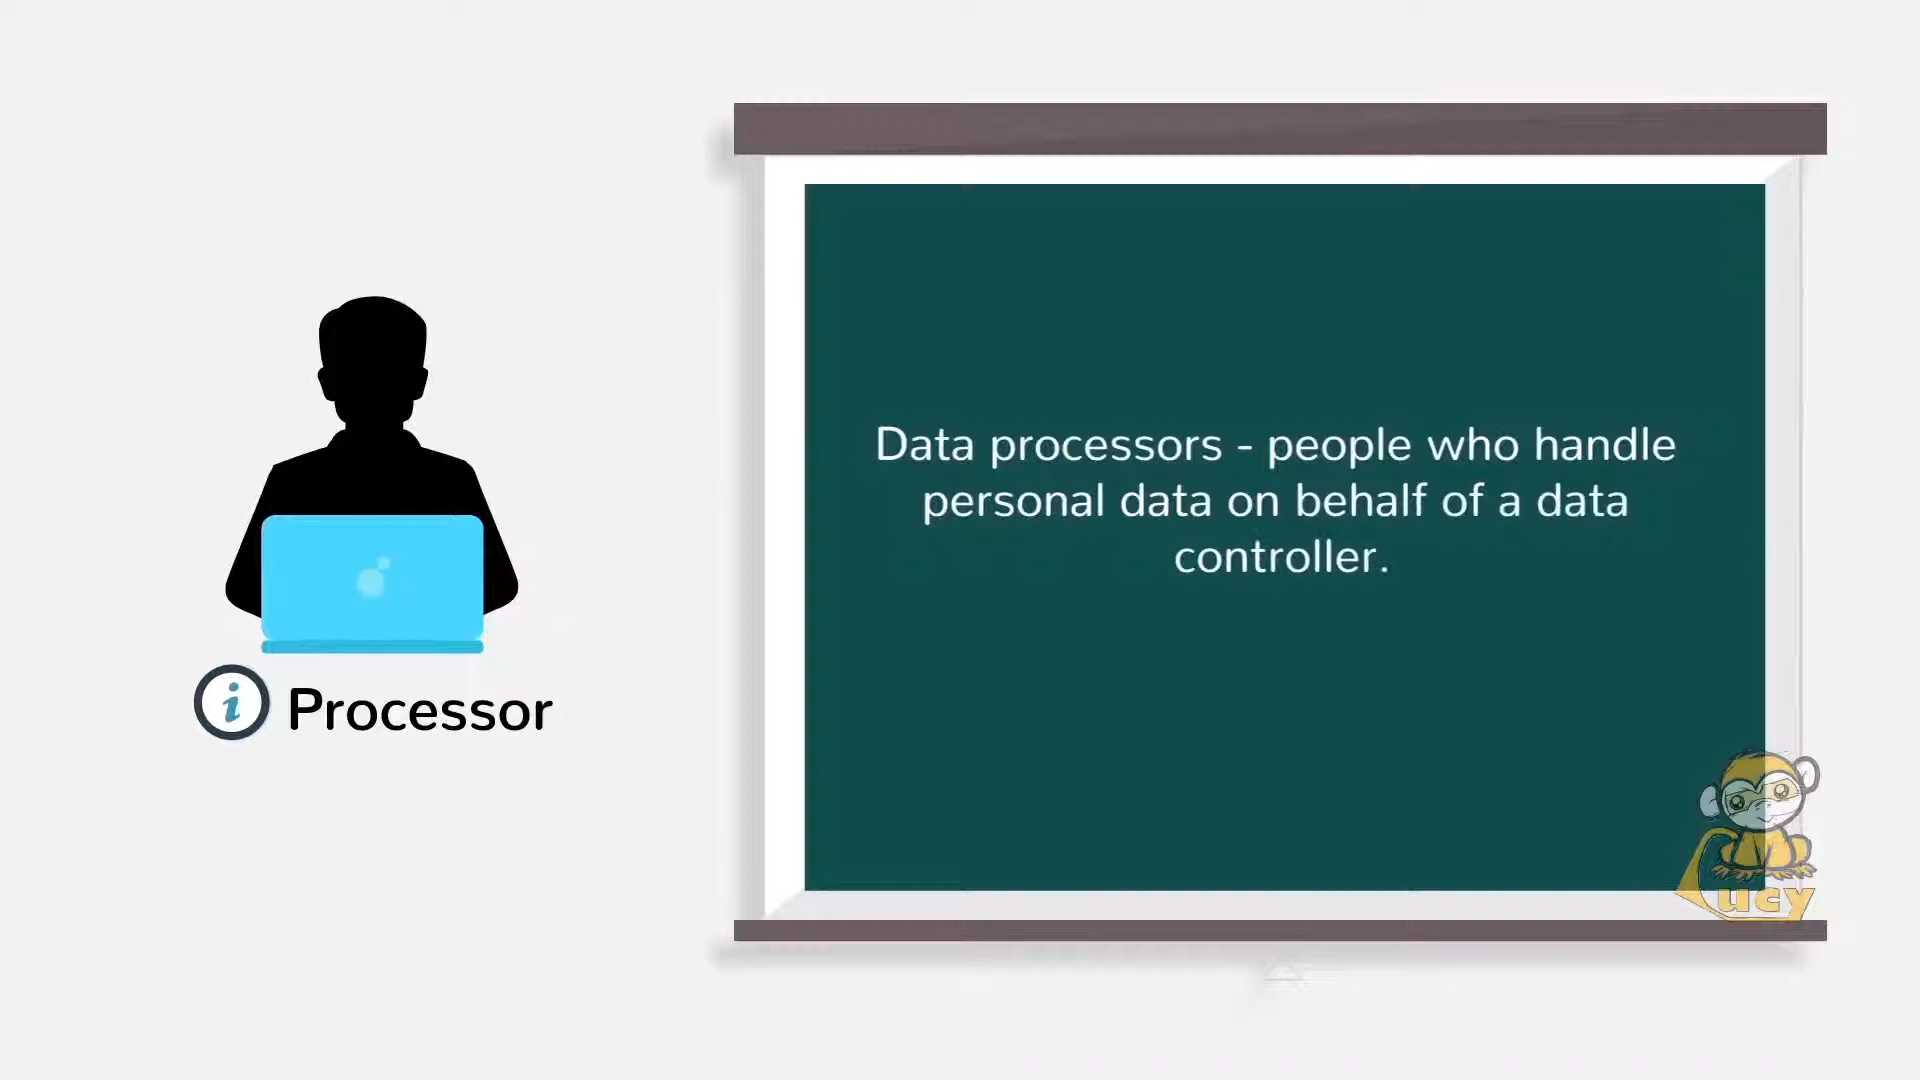 Data processors - people who handle
personal data on behalf of a data
controller.
i Processor
ucy